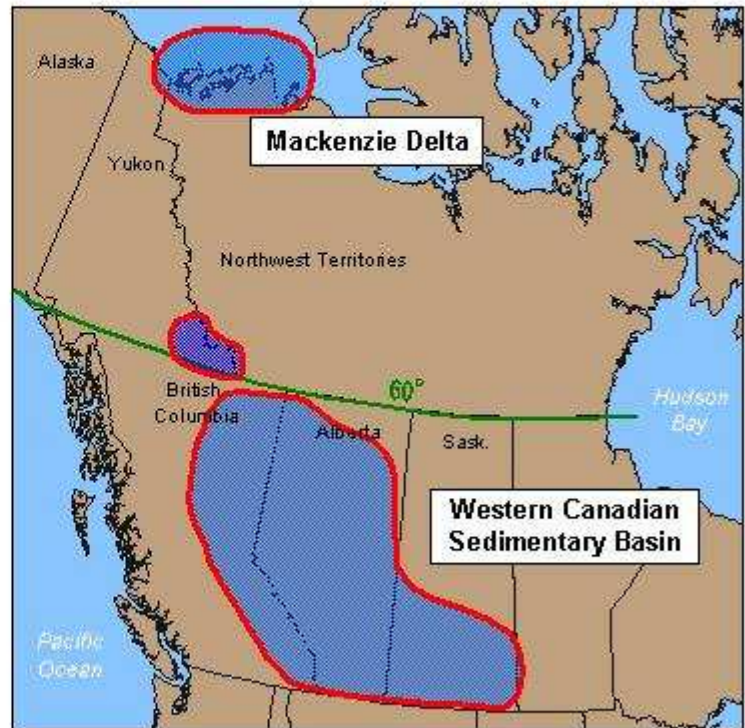 Alaska
Mackenzie Delta
Yukon
Northwest Territories
60°
British
Columbia
Alberta
Sask.
Hudson
Bay
Western Canadian
Sedimentary Basin
Pacific
Ocean